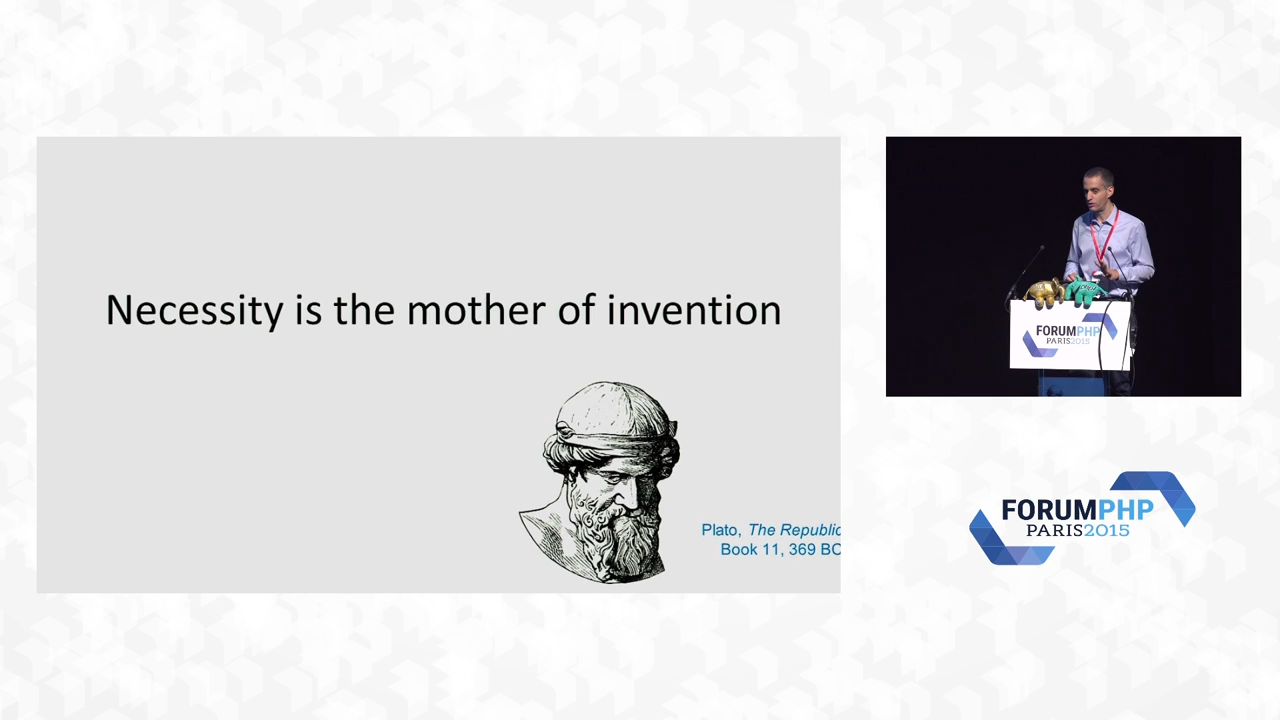 Necessity is the mother of invention
Plato, The Republic
Book 11, 369 BC
FORUMPHP
PARIS2015
FORUMPHP
PARIS2015